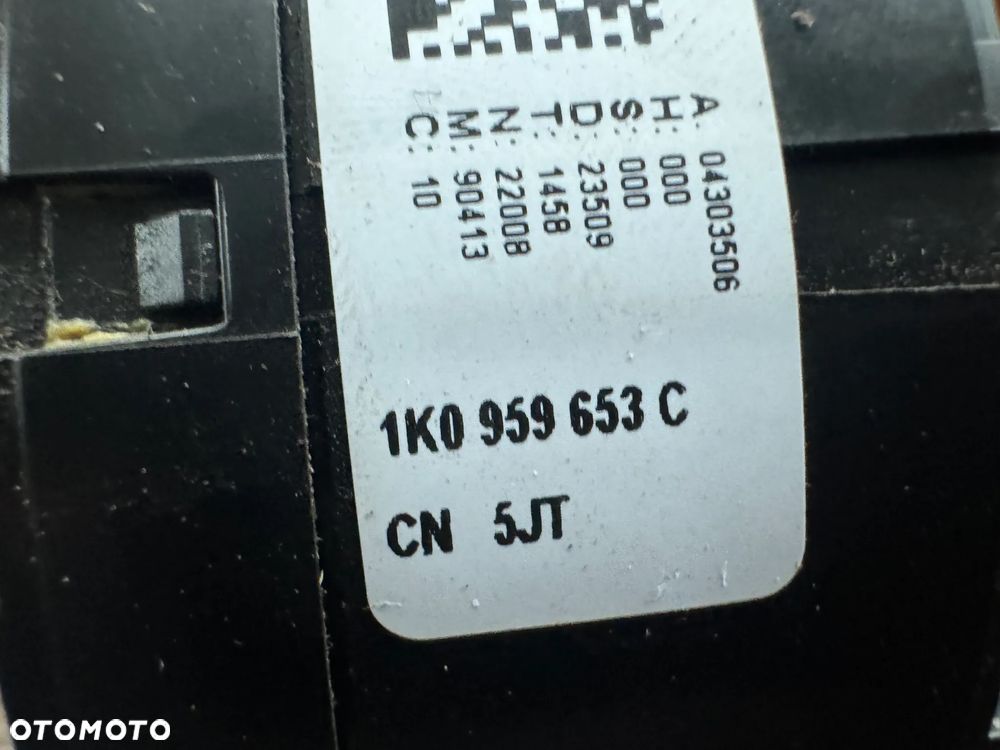 A: 04303506
H: 000
S: 000
D: 23509
T: 1458
N: 22008
M: 90413
C: 10
1K0 959 653 C
CN 5JT
OTOMOTO